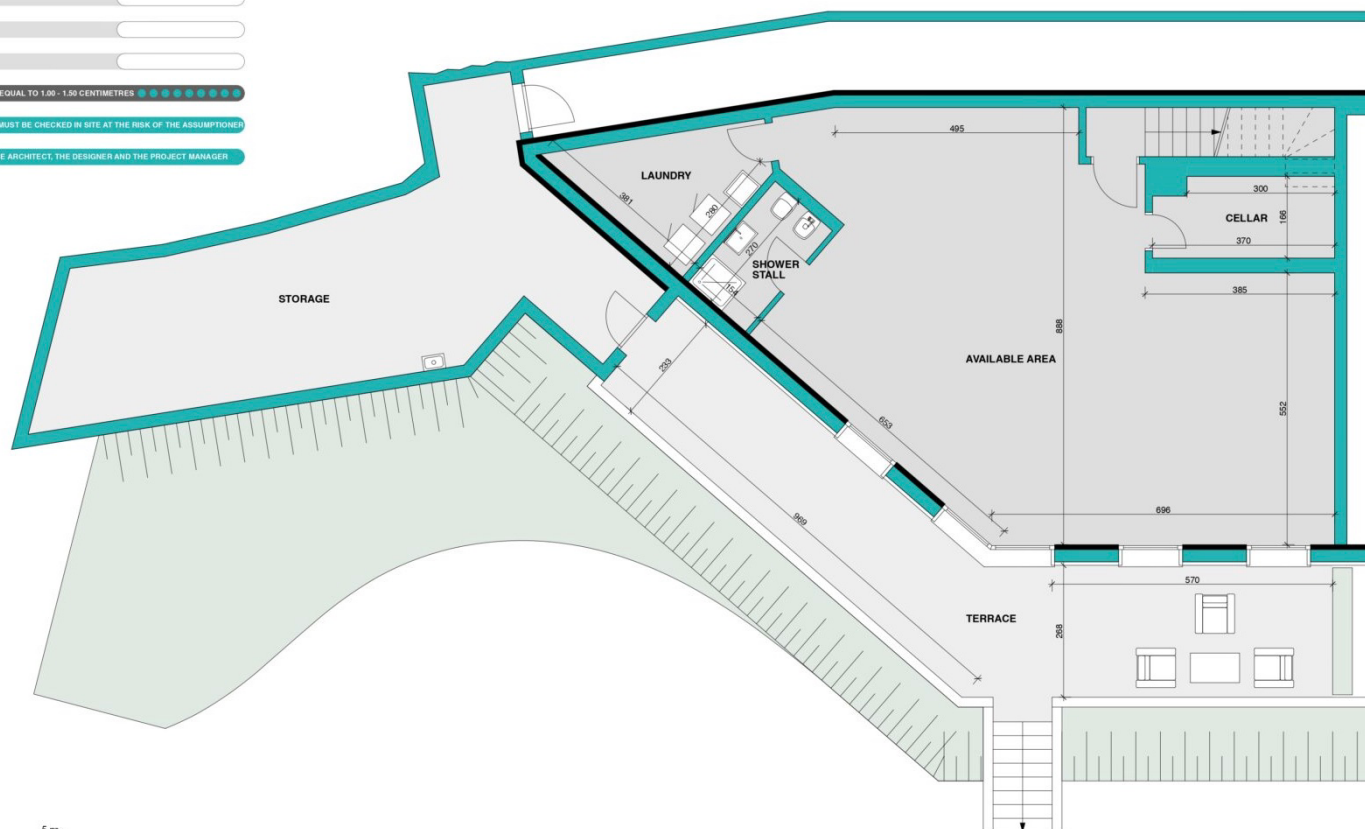 EQUAL TO 1.00 - 1.50 CENTIMETRES
MUST BE CHECKED IN SITE AT THE RISK OF THE ASSUMPTIONER
E ARCHITECT, THE DESIGNER AND THE PROJECT MANAGER
495
LAUNDRY
381
280
300
166
CELLAR
370
270
SHOWER
STALL
154
385
STORAGE
888
AVAILABLE AREA
233
552
653
696
969
570
TERRACE
268
5 m